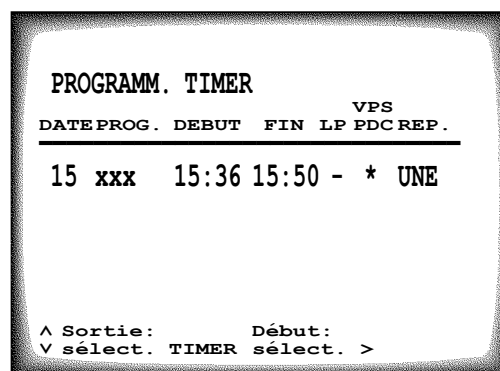 PROGRAMM. TIMER
VPS
DATE PROG. DEBUT FIN LP PDC REP.
15 xxx 15:36 15:50 - * UNE
^ Sortie: Début:
v sélect. TIMER sélect. >